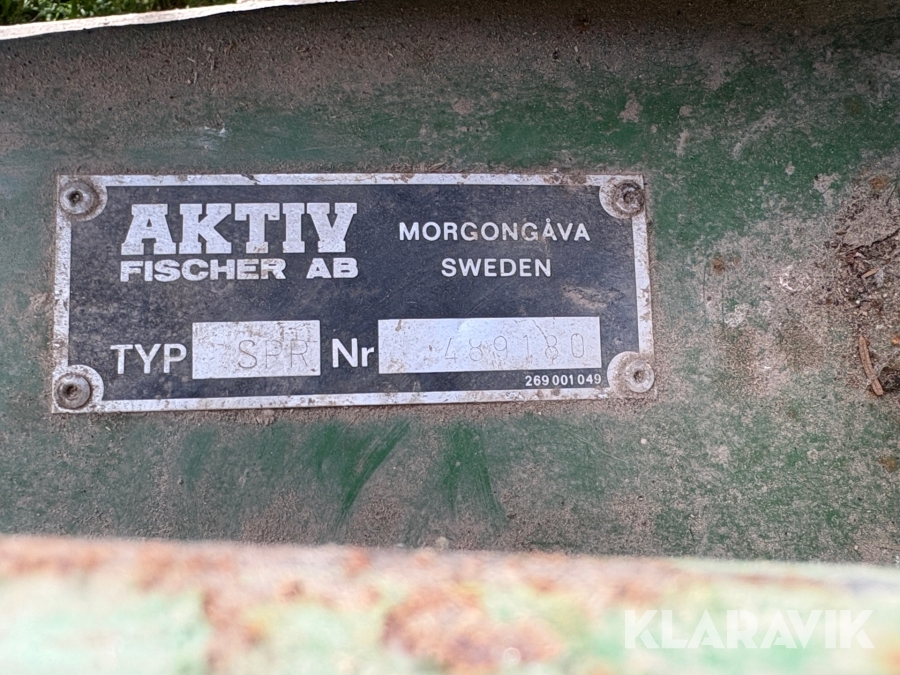 AKTIV
FISCHER AB
MORGONGÅVA
SWEDEN
TYP SPR Nr 489180
269 001 049
KLARAVIK